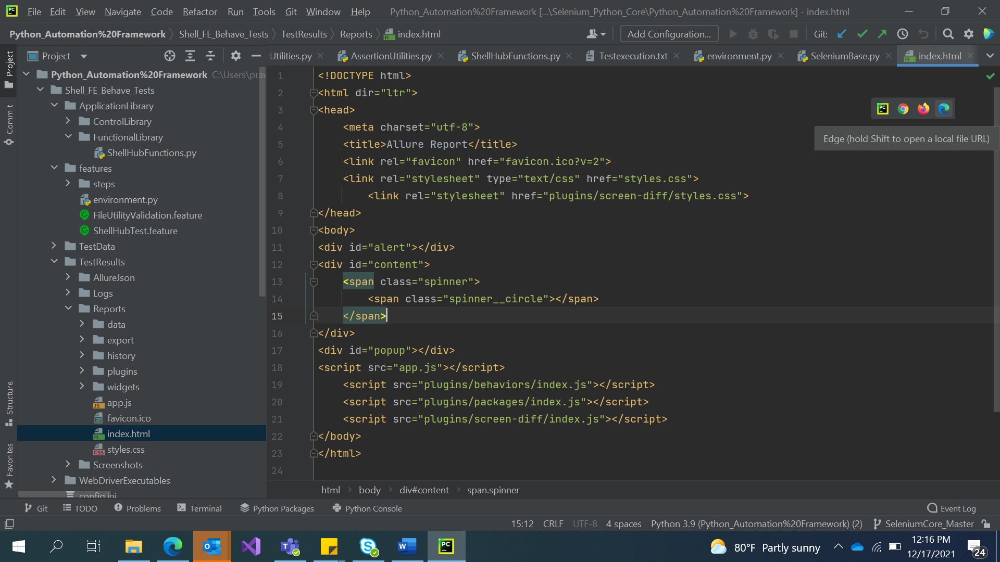 File Edit View Navigate Code Refactor Run Tools Git Window Help Python_Automation%20Framework [...\Selenium_Python_Core\Python_Automation%20Framework] - index.html
Python_Automation%20Framework Shell_FE_Behave_Tests TestResults Reports index.html Add Configuration... Git:
Project
Utilities.py AssertionUtilities.py ShellHubFunctions.py Testexecution.txt environment.py SeleniumBase.py index.html
Project
Commit
Structure
Favorites
Python_Automation%20Framework C:\Users\prav
Shell_FE_Behave_Tests
ApplicationLibrary
ControlLibrary
FunctionalLibrary
ShellHubFunctions.py
features
steps
environment.py
FileUtilityValidation.feature
ShellHubTest.feature
TestData
TestResults
AllureJson
Logs
Reports
data
export
history
plugins
widgets
app.js
favicon.ico
index.html
styles.css
Screenshots
WebDriverExecutables
config.ini
1 <!DOCTYPE html>
2 <html dir="ltr">
3 <head>
4 <meta charset="utf-8">
5 <title>Allure Report</title>
6 <link rel="favicon" href="favicon.ico?v=2">
7 <link rel="stylesheet" type="text/css" href="styles.css">
8 <link rel="stylesheet" href="plugins/screen-diff/styles.css">
9 </head>
10 <body>
11 <div id="alert"></div>
12 <div id="content">
13 <span class="spinner">
14 <span class="spinner__circle"></span>
15 </span>
16 </div>
17 <div id="popup"></div>
18 <script src="app.js"></script>
19 <script src="plugins/behaviors/index.js"></script>
20 <script src="plugins/packages/index.js"></script>
21 <script src="plugins/screen-diff/index.js"></script>
22 </body>
23 </html>
24
Edge (hold Shift to open a local file URL)
html body div#content span.spinner
Git TODO Problems Terminal Python Packages Python Console Event Log
15:12 CRLF UTF-8 4 spaces Python 3.9 (Python_Automation%20Framework) (2) SeleniumCore_Master
80°F Partly sunny
12:16 PM
12/17/2021
24